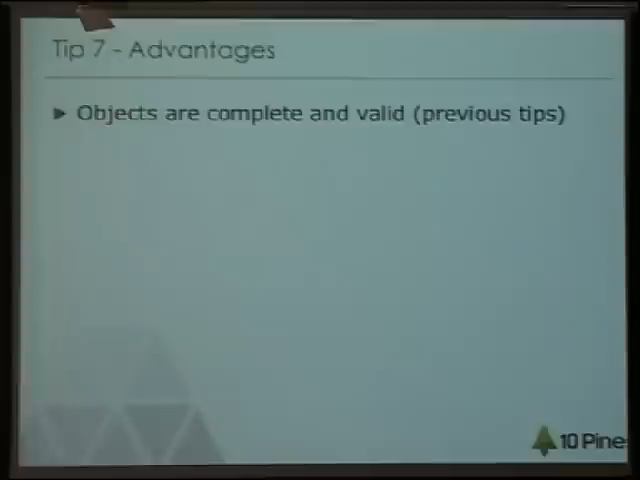 Tip 7 - Advantages
Objects are complete and valid (previous tips)
10 Pine